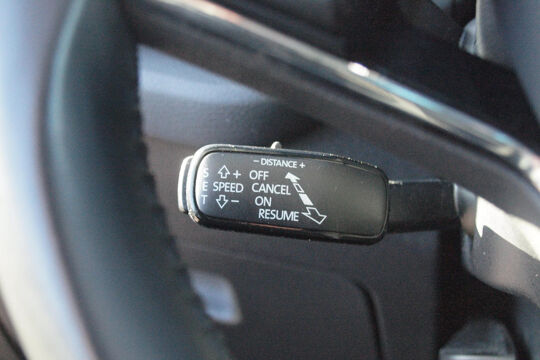 - DISTANCE +
S + OFF
E SPEED CANCEL
T - ON
RESUME